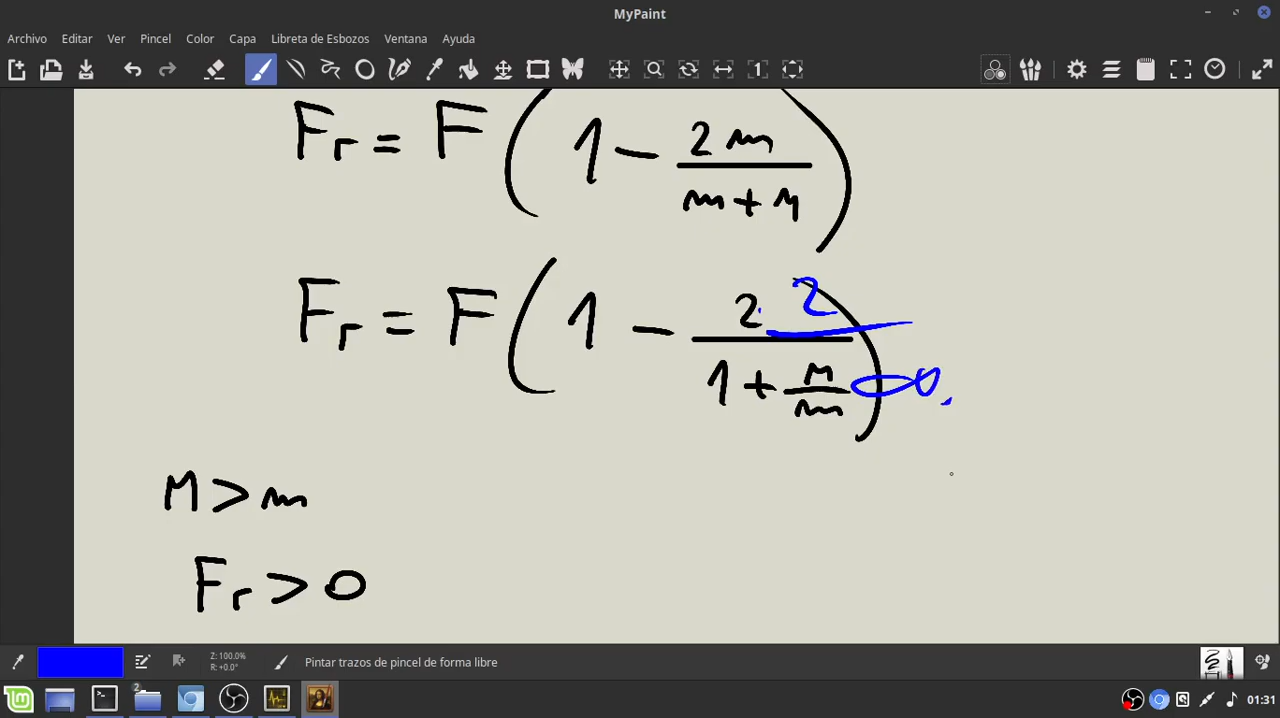 MyPaint
Archivo Editar Ver Pincel Color Capa Libreta de Esbozos Ventana Ayuda
Fr = F(1 - 2m/(m+M))
Fr = F(1 - 2/(1+M/m)) 2 0.
M>m
Fr>0
Z: 100.0%
R: +0.0°
Pintar trazos de pincel de forma libre
2
01:31